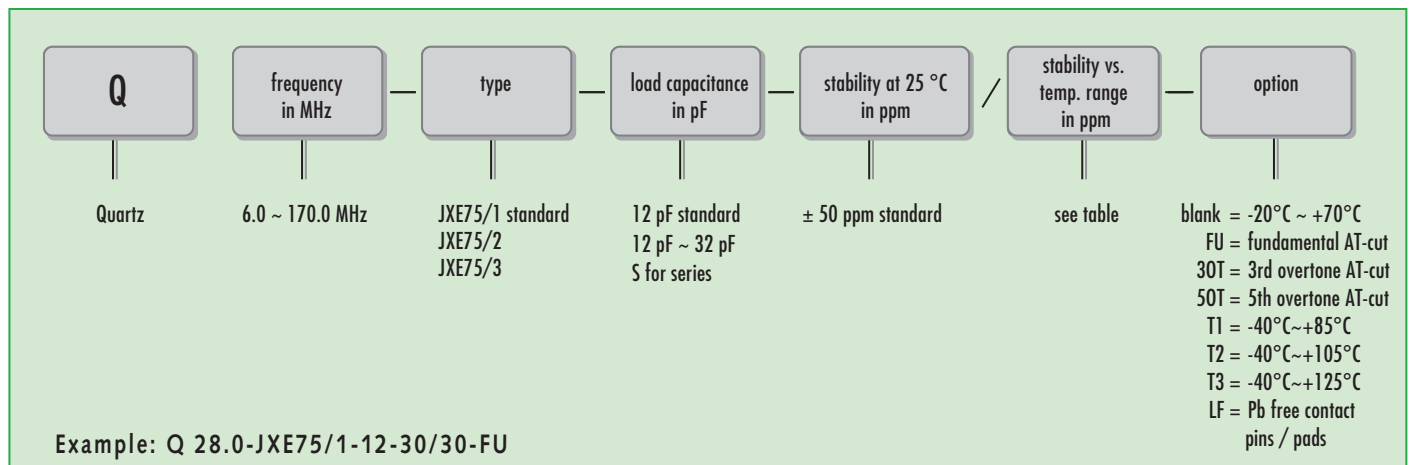 Q
frequency
in MHz
type
load capacitance
in pF
stability at 25 °C
in ppm
/
stability vs.
temp. range
in ppm
option
Quartz
6.0 ~ 170.0 MHz
JXE75/1 standard
JXE75/2
JXE75/3
12 pF standard
12 pF ~ 32 pF
S for series
± 50 ppm standard
see table
blank = -20°C ~ +70°C
FU = fundamental AT-cut
3OT = 3rd overtone AT-cut
5OT = 5th overtone AT-cut
T1 = -40°C~+85°C
T2 = -40°C~+105°C
T3 = -40°C~+125°C
LF = Pb free contact
pins / pads
Example: Q 28.0-JXE75/1-12-30/30-FU